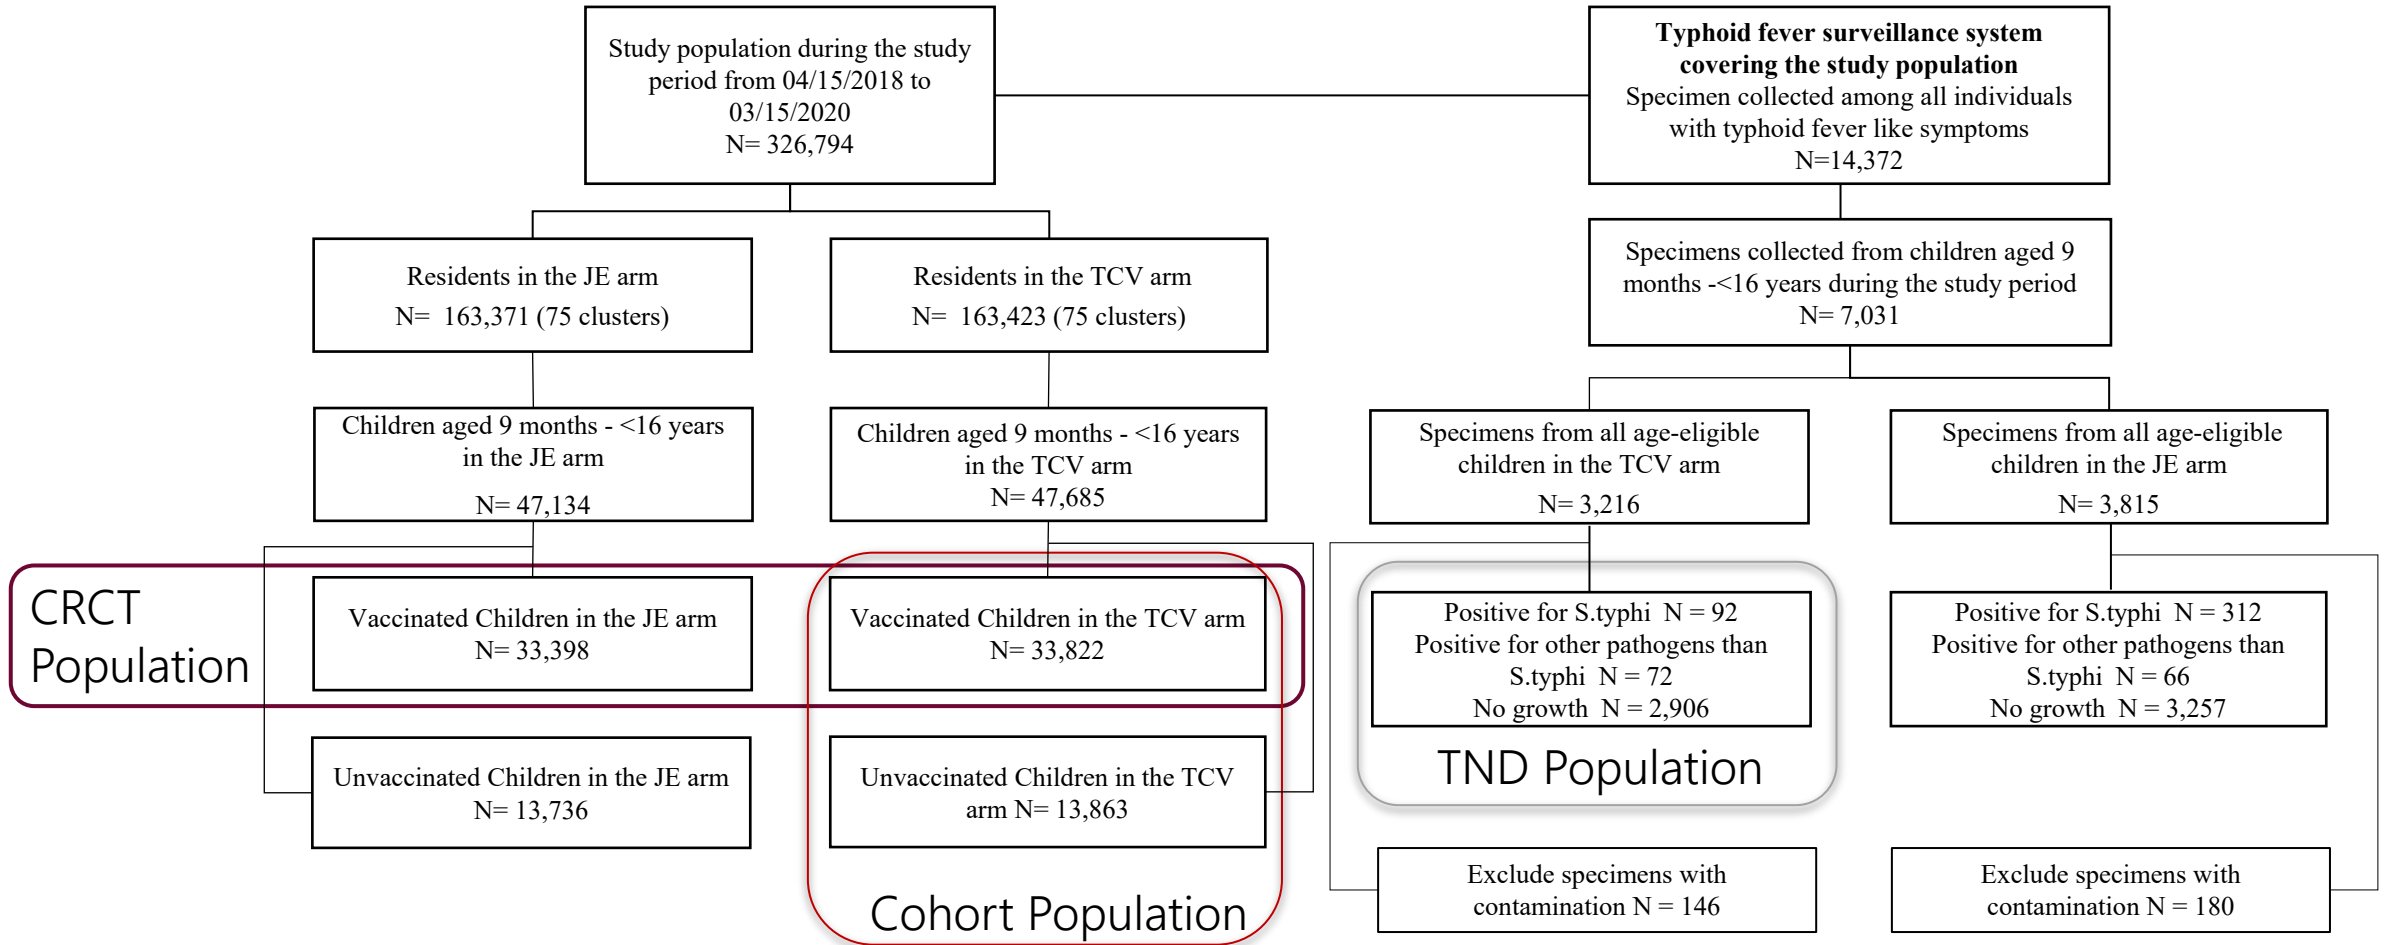 Study population during the study
period from 04/15/2018 to
03/15/2020
N= 326,794
Typhoid fever surveillance system
covering the study population
Specimen collected among all individuals
with typhoid fever like symptoms
N=14,372
Residents in the JE arm
N=  163,371 (75 clusters)
Residents in the TCV arm
N=  163,423 (75 clusters)
Specimens collected from children aged 9
months -<16 years during the study period
N= 7,031
Children aged 9 months - <16 years
in the JE arm
N= 47,134
Children aged 9 months - <16 years
in the TCV arm
N= 47,685
Specimens from all age-eligible
children in the TCV arm
N= 3,216
Specimens from all age-eligible
children in the JE arm
N= 3,815
CRCT
Population
Vaccinated Children in the JE arm
N= 33,398
Vaccinated Children in the TCV arm
N= 33,822
Positive for S.typhi  N = 92
Positive for other pathogens than
S.typhi  N = 72
No growth  N = 2,906
TND Population
Positive for S.typhi  N = 312
Positive for other pathogens than
S.typhi  N = 66
No growth  N = 3,257
Unvaccinated Children in the JE arm
N= 13,736
Unvaccinated Children in the TCV
arm N= 13,863
Cohort Population
Exclude specimens with
contamination N = 146
Exclude specimens with
contamination N = 180